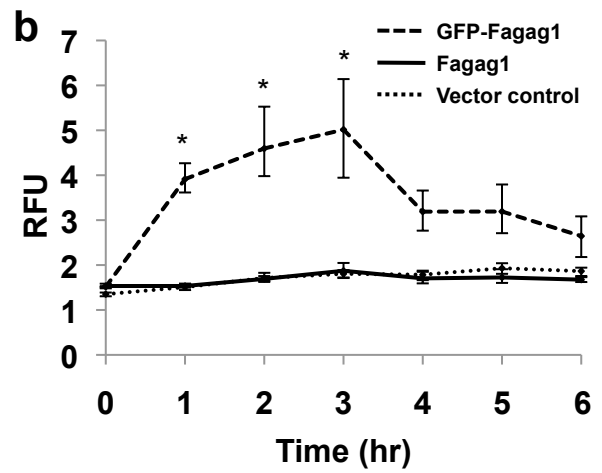 b
GFP-Fagag1
Fagag1
Vector control
7
6
5
4
3
2
1
0
RFU
*
*
*
0 1 2 3 4 5 6
Time (hr)